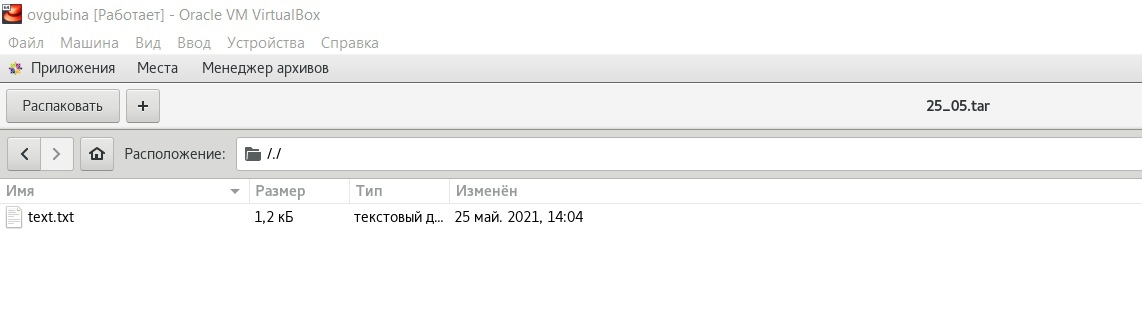 ovgubina [Работает] - Oracle VM VirtualBox
Файл Машина Вид Ввод Устройства Справка
Приложения Места Менеджер архивов
Распаковать + 25_05.tar
Расположение: /./
Имя Размер Тип Изменён
text.txt 1,2 кБ текстовый д... 25 май. 2021, 14:04